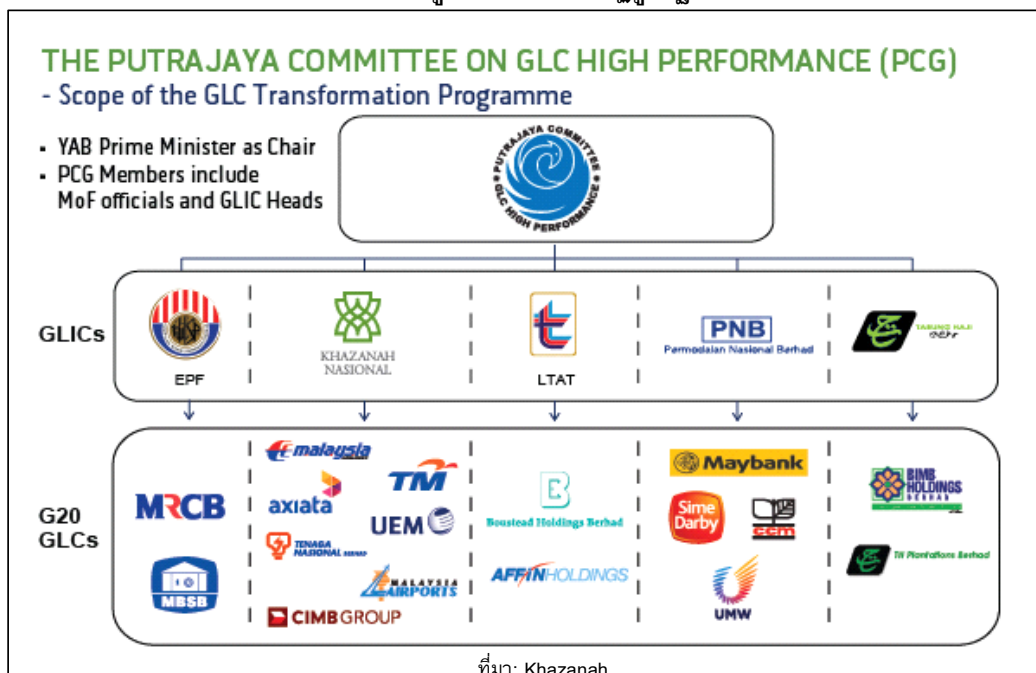 THE PUTRAJAYA COMMITTEE ON GLC HIGH PERFORMANCE (PCG)
- Scope of the GLC Transformation Programme
▪ YAB Prime Minister as Chair
▪ PCG Members include
MoF officials and GLIC Heads
PUTRAJAYA COMMITTEE
GLC HIGH PERFORMANCE
GLICs
EPF
KHAZANAH
NASIONAL
LTAT
PNB
Permodalan Nasional Berhad
TABUNG HAJI
G20
GLCs
MRCB
MBSB
malaysia
axiata
TM
UEM
TENAGA
NASIONAL BERHAD
MALAYSIA
AIRPORTS
CIMB GROUP
Boustead Holdings Berhad
AFFIN HOLDINGS
Maybank
Sime
Darby
ccm
UMW
BIMB
HOLDINGS
BERHAD
TH Plantations Berhad
ที่มา: Khazanah